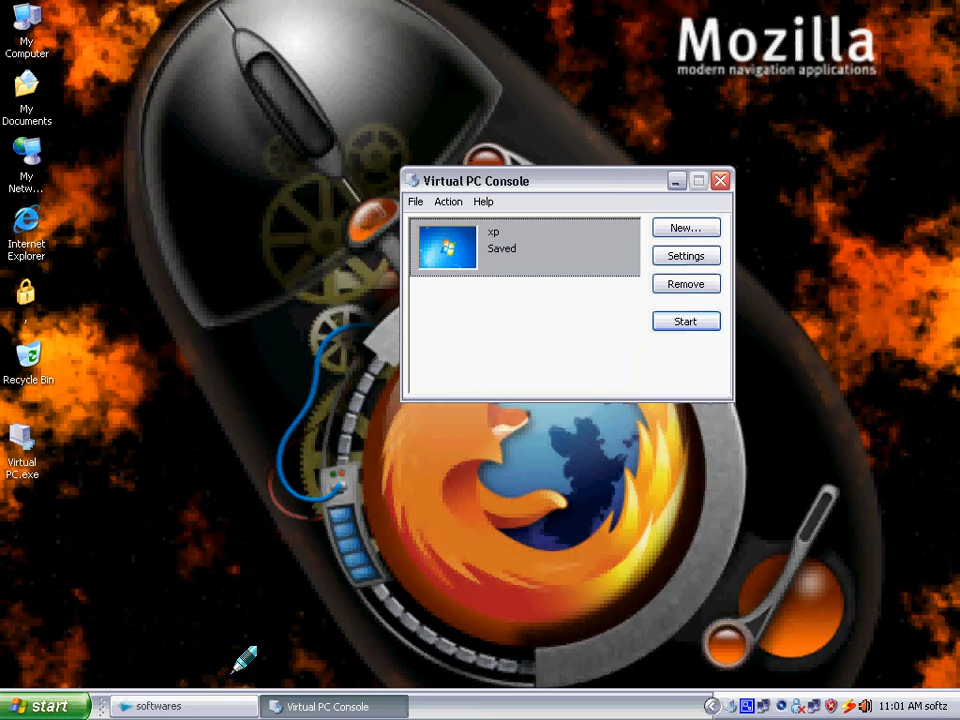 My
Computer
My
Documents
My
Netw...
Internet
Explorer
,
Recycle Bin
Virtual
PC.exe
Mozilla
modern navigation applications
Virtual PC Console
File Action Help
xp
Saved
New...
Settings
Remove
Start
start
softwares
Virtual PC Console
11:01 AM softz